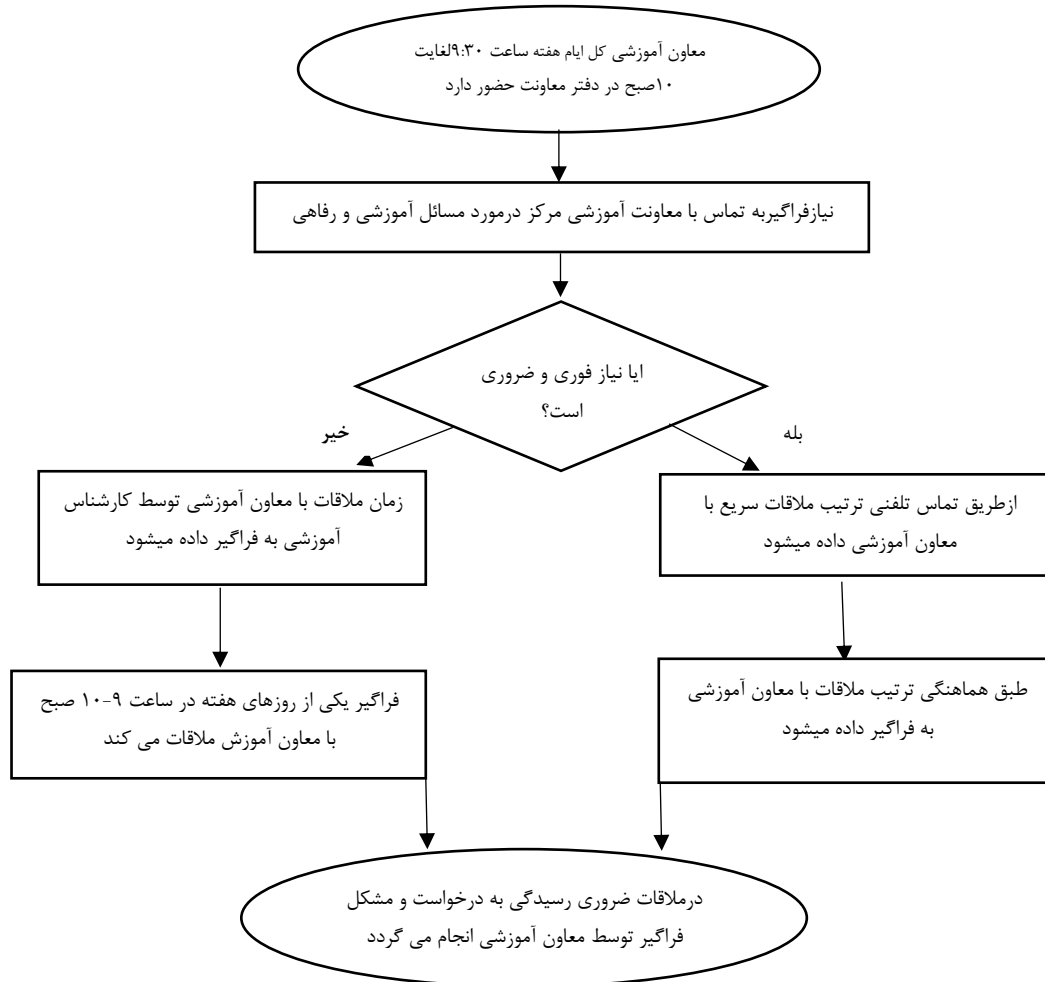 معاون آموزشی کل ایام هفته ساعت ۹:۳۰لغایت
۱۰صبح در دفتر معاونت حضور دارد
نیازفراگیربه تماس با معاونت آموزشی مرکز درمورد مسائل آموزشی و رفاهی
ایا نیاز فوری و ضروری
است؟
بله
خیر
ازطریق تماس تلفنی ترتیب ملاقات سریع با
معاون آموزشی داده میشود
زمان ملاقات با معاون آموزشی توسط کارشناس
آموزشی به فراگیر داده میشود
طبق هماهنگی ترتیب ملاقات با معاون آموزشی
به فراگیر داده میشود
فراگیر یکی از روزهای هفته در ساعت ۹-۱۰ صبح
با معاون آموزش ملاقات می کند
درملاقات ضروری رسیدگی به درخواست و مشکل
فراگیر توسط معاون آموزشی انجام می گردد